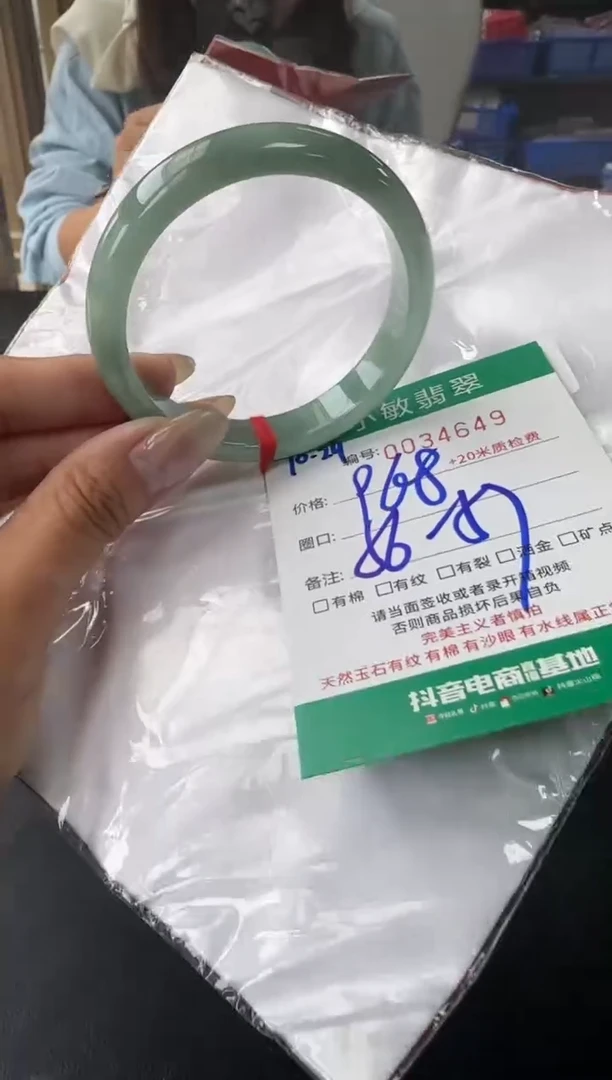 敏翡翠
10-24 编号:0034649
+20米质检费
价格: 968
圈口: 56
备注:
□有棉 □有纹 □有裂 □洒金 □矿点
请当面签收或者录开箱视频
否则商品损坏后果自负
完美主义者慎拍
天然玉石有纹有棉有沙眼有水线属正
抖音电商基地